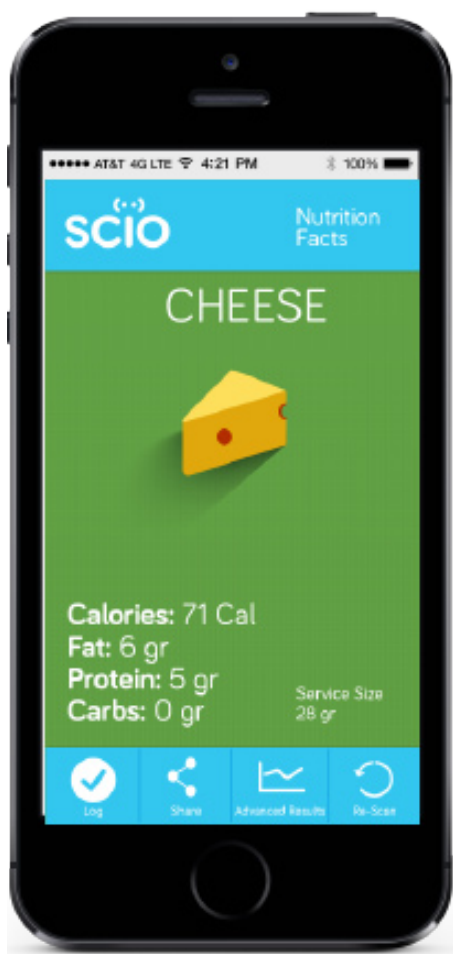 AT&T 4G LTE 4:21 PM 100%
SCiO
Nutrition
Facts
CHEESE
Calories: 71 Cal
Fat: 6 gr
Protein: 5 gr
Carbs: 0 gr
Service Size
28 gr
Log
Share
Advanced Results
Re-Scan